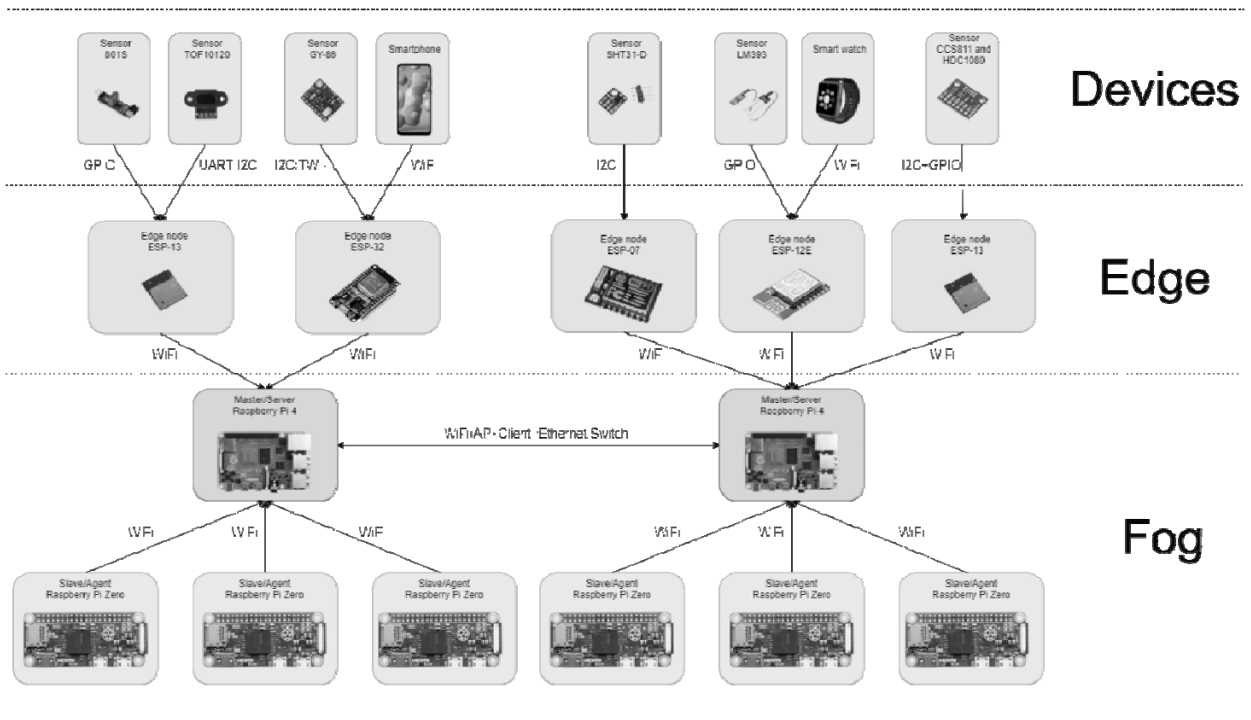 Sensor
801S
Sensor
TOF10120
Sensor
GY-86
Smartphone
Sensor
SHT31-D
Sensor
LM393
Smart watch
Sensor
CCS811 and
HDC1080
Devices
GPIO
UART I2C
I2C/TWI
WiFi
I2C
GPIO
WiFi
I2C+GPIO
Edge node
ESP-13
Edge node
ESP-32
Edge node
ESP-07
Edge node
ESP-12E
Edge node
ESP-13
Edge
WiFi
WiFi
WiFi
WiFi
WiFi
Master/Server
Raspberry Pi 4
Master/Server
Raspberry Pi 4
WiFi/AP-Client /Ethernet Switch
WiFi
WiFi
WiFi
WiFi
WiFi
WiFi
Fog
Slave/Agent
Raspberry Pi Zero
Slave/Agent
Raspberry Pi Zero
Slave/Agent
Raspberry Pi Zero
Slave/Agent
Raspberry Pi Zero
Slave/Agent
Raspberry Pi Zero
Slave/Agent
Raspberry Pi Zero